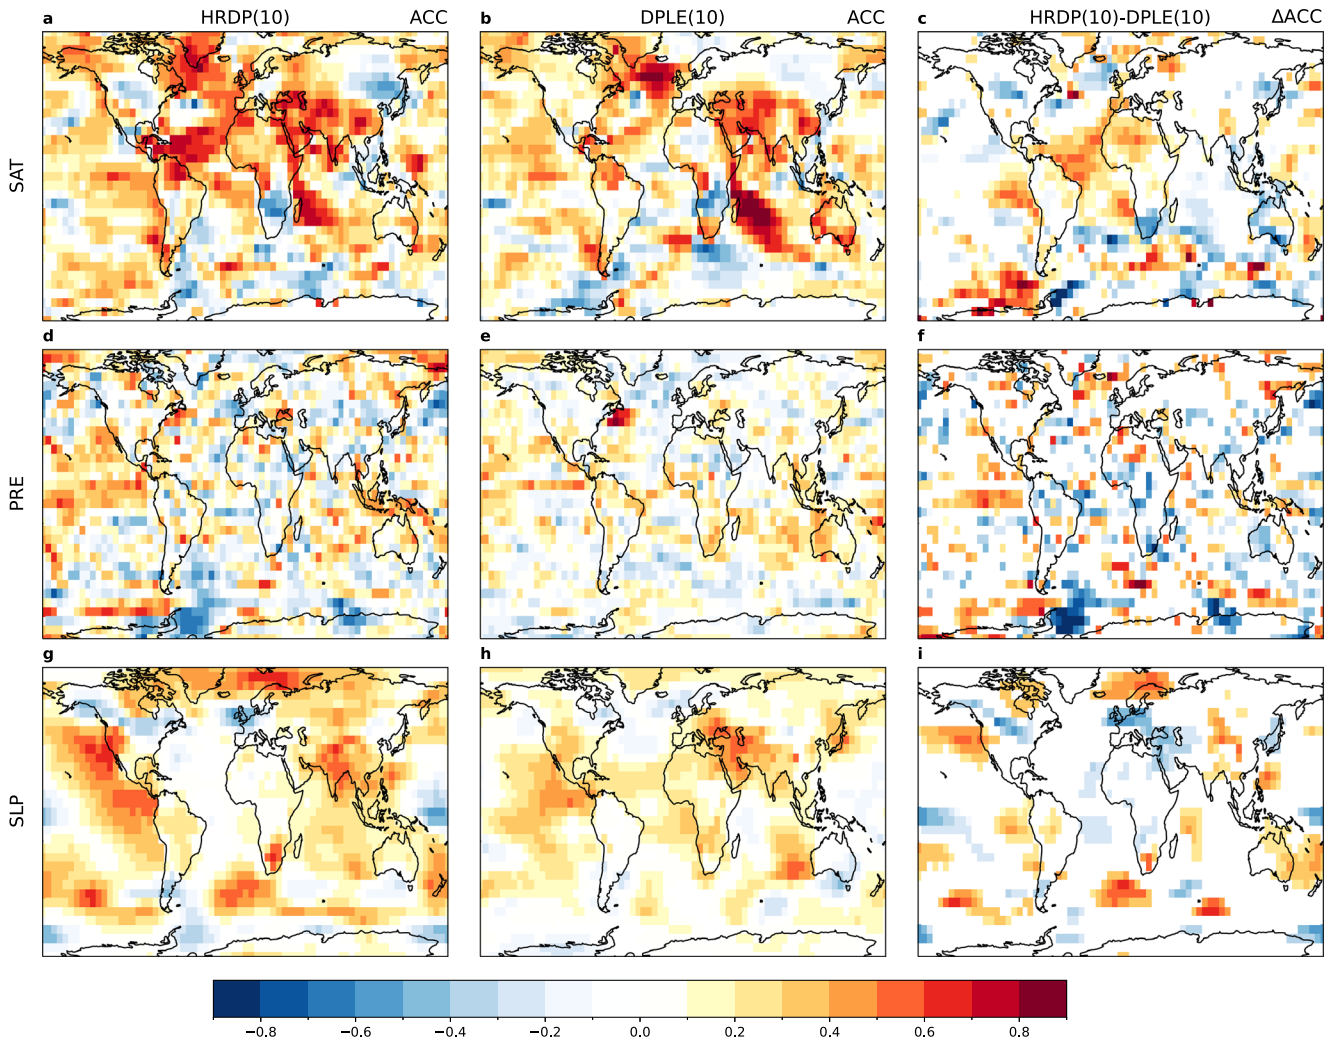 a HRDP(10) ACC
b DPLE(10) ACC
c HRDP(10)-DPLE(10) ΔACC
SAT
d
e
f
PRE
g
h
i
SLP
−0.8 −0.6 −0.4 −0.2 0.0 0.2 0.4 0.6 0.8